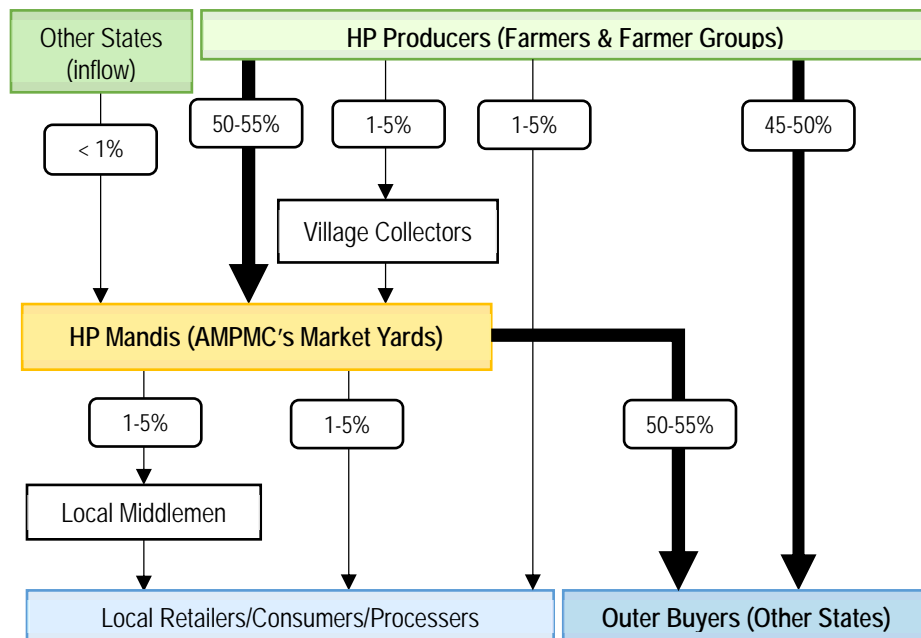 Other States
(inflow)
HP Producers (Farmers & Farmer Groups)
< 1%
50-55%
1-5%
1-5%
45-50%
Village Collectors
HP Mandis (AMPMC's Market Yards)
1-5%
1-5%
50-55%
Local Middlemen
Local Retailers/Consumers/Processers
Outer Buyers (Other States)